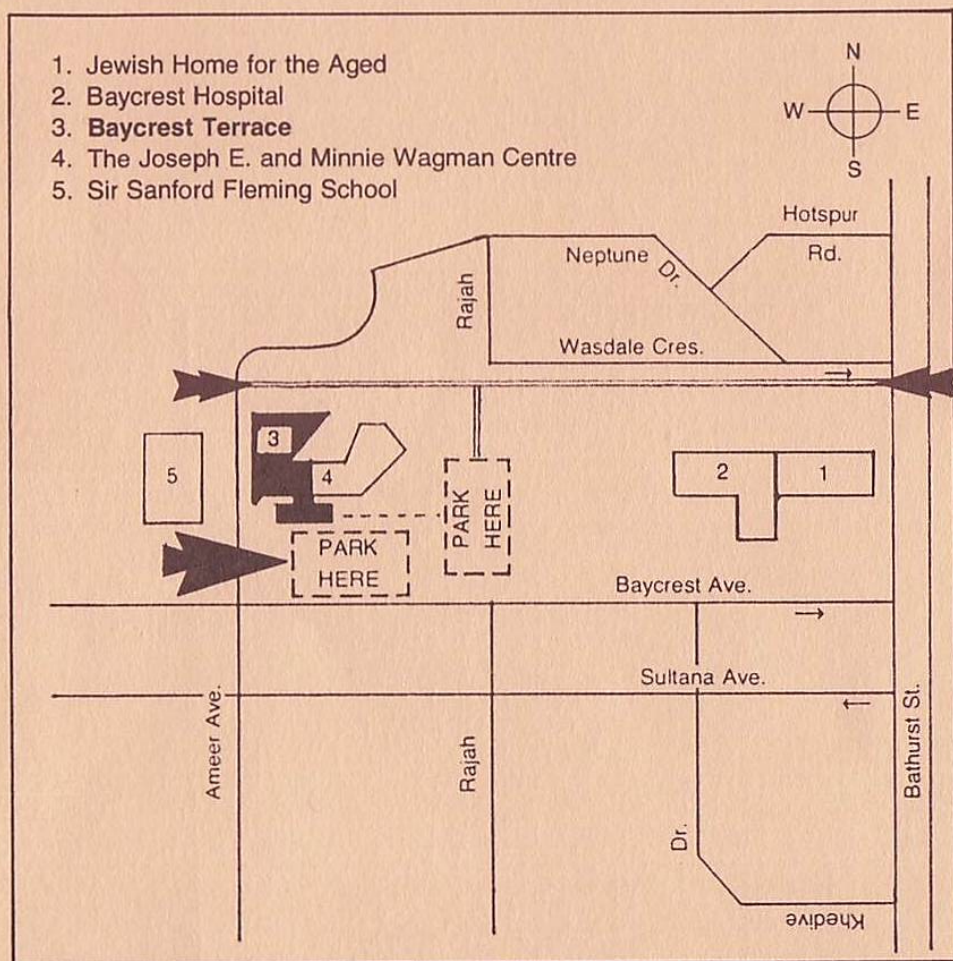 1. Jewish Home for the Aged
2. Baycrest Hospital
3. Baycrest Terrace
4. The Joseph E. and Minnie Wagman Centre
5. Sir Sanford Fleming School
N
W E
S
Hotspur
Rd.
Neptune
Dr.
Rajah
Wasdale Cres.
3
4
5
2
1
PARK
HERE
PARK
HERE
Baycrest Ave.
Sultana Ave.
Ameer Ave.
Rajah
Dr.
Khedive
Bathurst St.